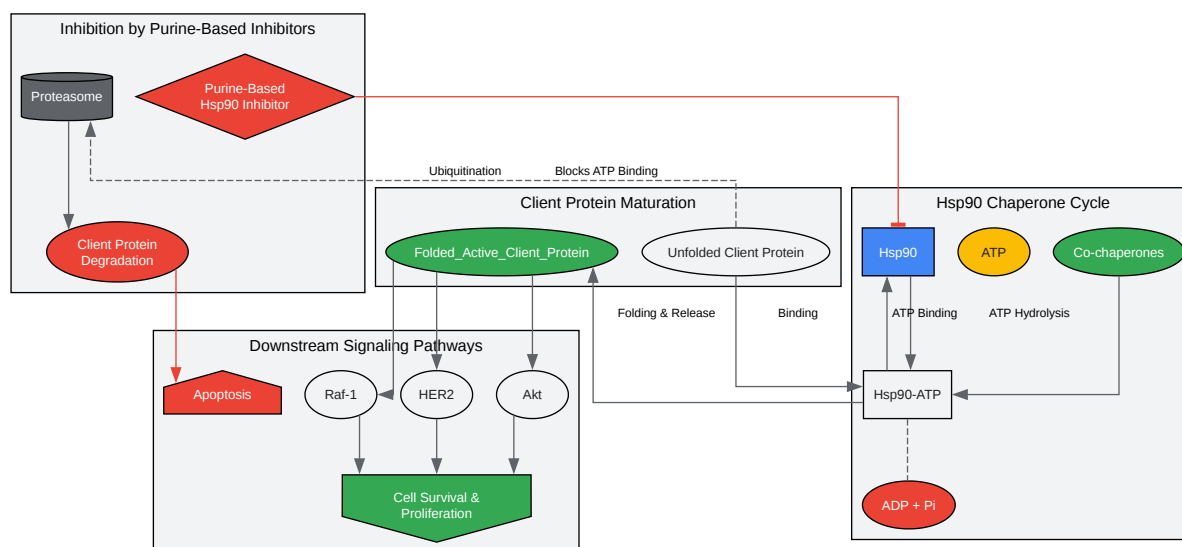 Inhibition by Purine-Based Inhibitors
Proteasome
Purine-Based
Hsp90 Inhibitor
Ubiquitination
Blocks ATP Binding
Client Protein Maturation
Hsp90 Chaperone Cycle
Client Protein
Degradation
Folded_Active_Client_Protein
Unfolded Client Protein
Hsp90
ATP
Co-chaperones
Folding & Release
Binding
ATP Binding
ATP Hydrolysis
Downstream Signaling Pathways
Apoptosis
Raf-1
HER2
Akt
Hsp90-ATP
Cell Survival &
Proliferation
ADP + Pi